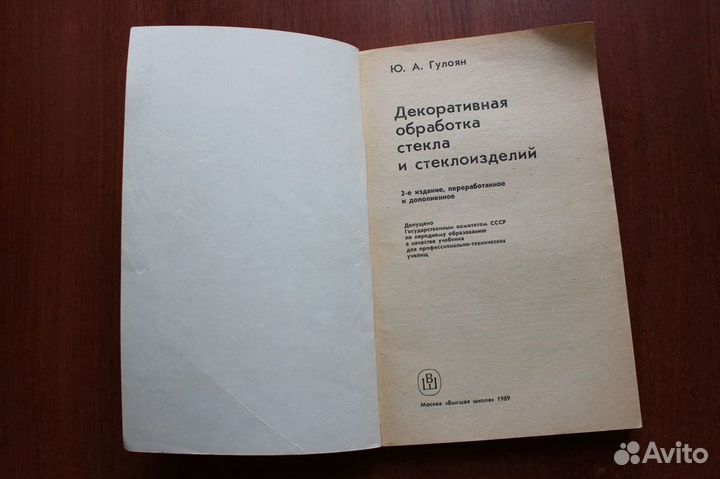 Ю. А. Гулоян
Декоративная
обработка
стекла
и стеклоизделий
2-е издание, переработанное
и дополненное
Допущено
Государственным комитетом СССР
по народному образованию
в качестве учебника
для профессионально-технических
училищ
ВШ
Москва «Высшая школа» 1989
Avito